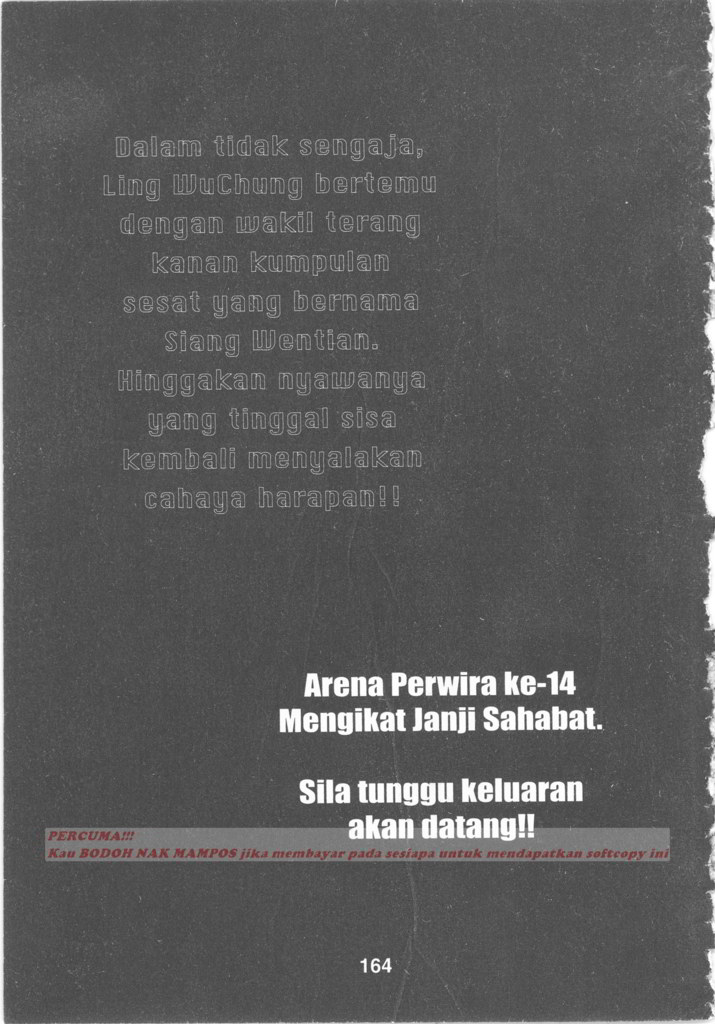 Dalam tidak sengaja,
Ling WuChung bertemu
dengan wakil terang
kanan kumpulan
sesat yang bernama
Siang Wentian.
Hinggakan nyawanya
yang tinggal sisa
kembali menyalakan
cahaya harapan!!
Arena Perwira ke-14
Mengikat Janji Sahabat.
Sila tunggu keluaran
akan datang!!
PERCUMA!!!
Kau BODOH NAK MAMPOS jika membayar pada sesiapa untuk mendapatkan softcopy ini
164